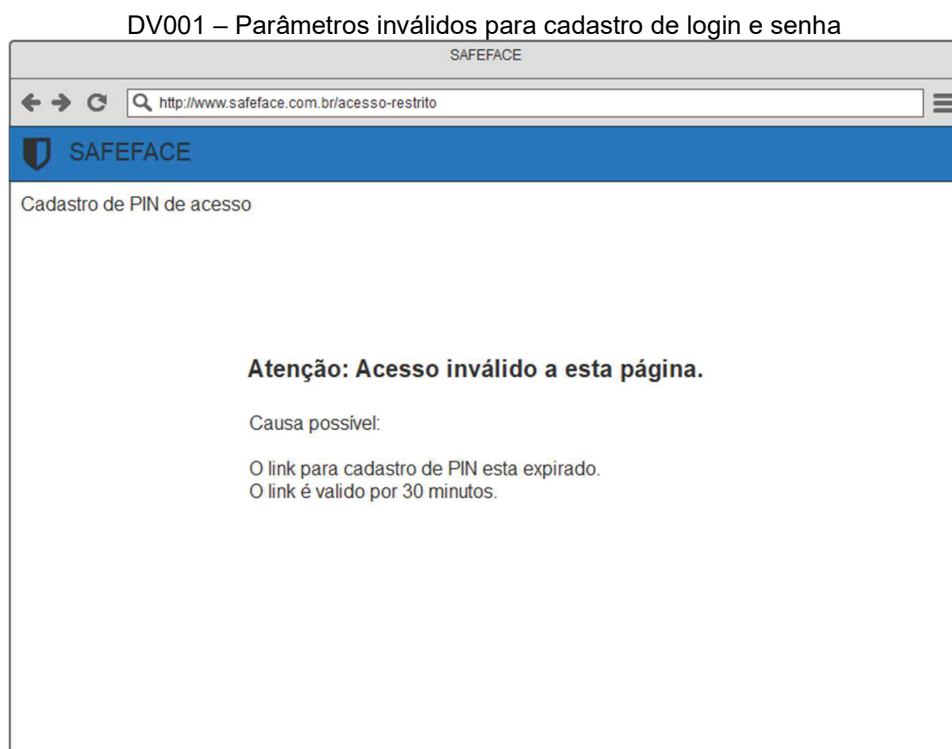 DV001 – Parâmetros inválidos para cadastro de login e senha
SAFEFACE
http://www.safeface.com.br/acesso-restrito
SAFEFACE
Cadastro de PIN de acesso
Atenção: Acesso inválido a esta página.
Causa possível:
O link para cadastro de PIN esta expirado.
O link é valido por 30 minutos.